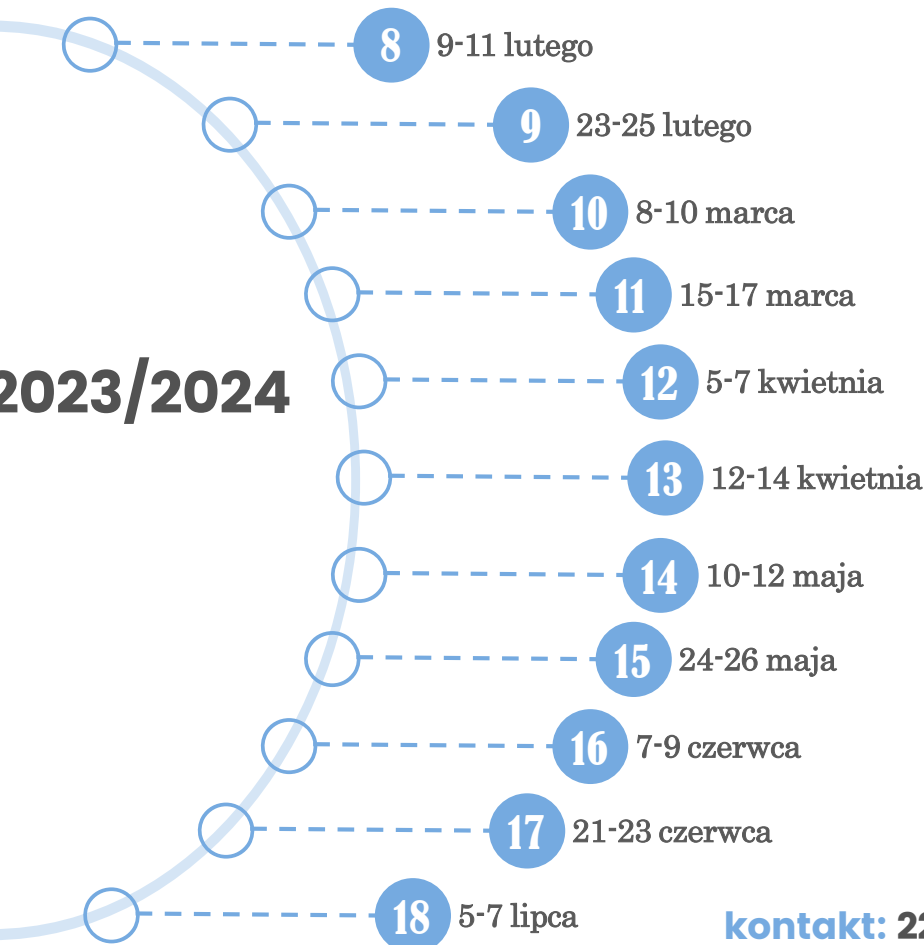 8 9-11 lutego
9 23-25 lutego
10 8-10 marca
11 15-17 marca
2023/2024
12 5-7 kwietnia
13 12-14 kwietnia
14 10-12 maja
15 24-26 maja
16 7-9 czerwca
17 21-23 czerwca
18 5-7 lipca
kontakt: 22